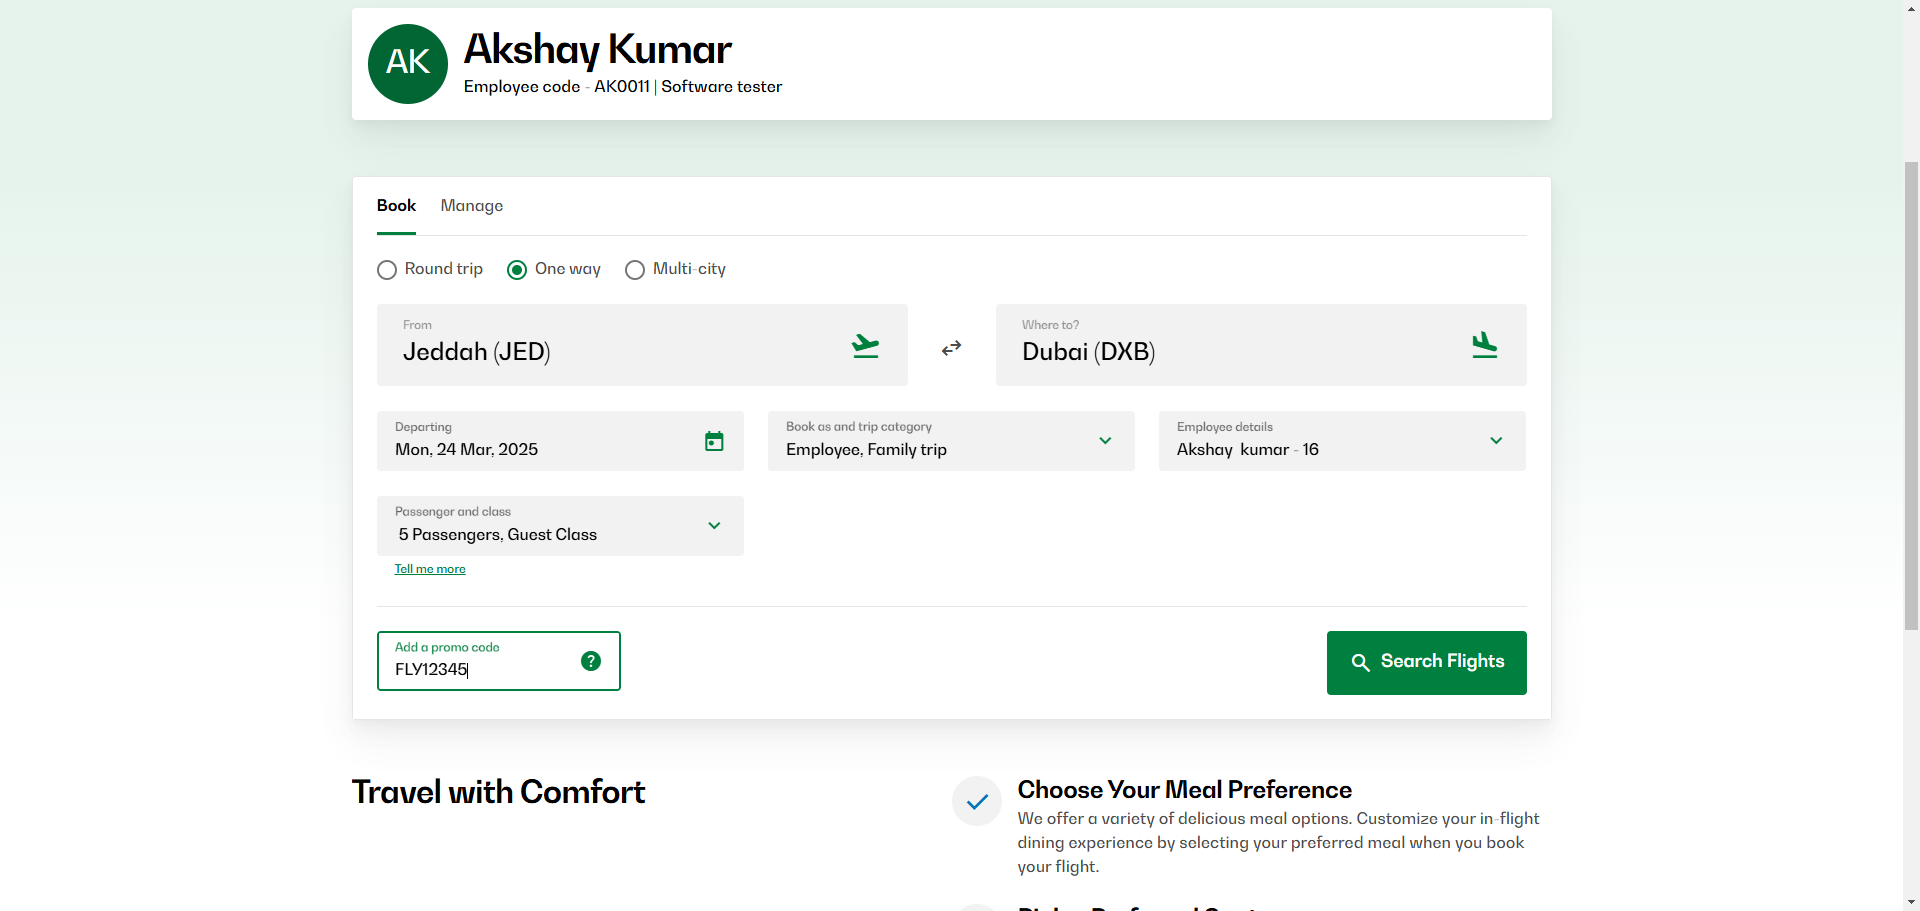 AK
Akshay Kumar
Employee code - AK0011 | Software tester
Book
Manage
Round trip
One way
Multi-city
From
Jeddah (JED)
Where to?
Dubai (DXB)
Departing
Mon, 24 Mar, 2025
Book as and trip category
Employee, Family trip
Employee details
Akshay  kumar - 16
Passenger and class
5 Passengers, Guest Class
Tell me more
Add a promo code
FLY12345
?
Search Flights
Travel with Comfort
Choose Your Meal Preference
We offer a variety of delicious meal options. Customize your in-flight
dining experience by selecting your preferred meal when you book
your flight.